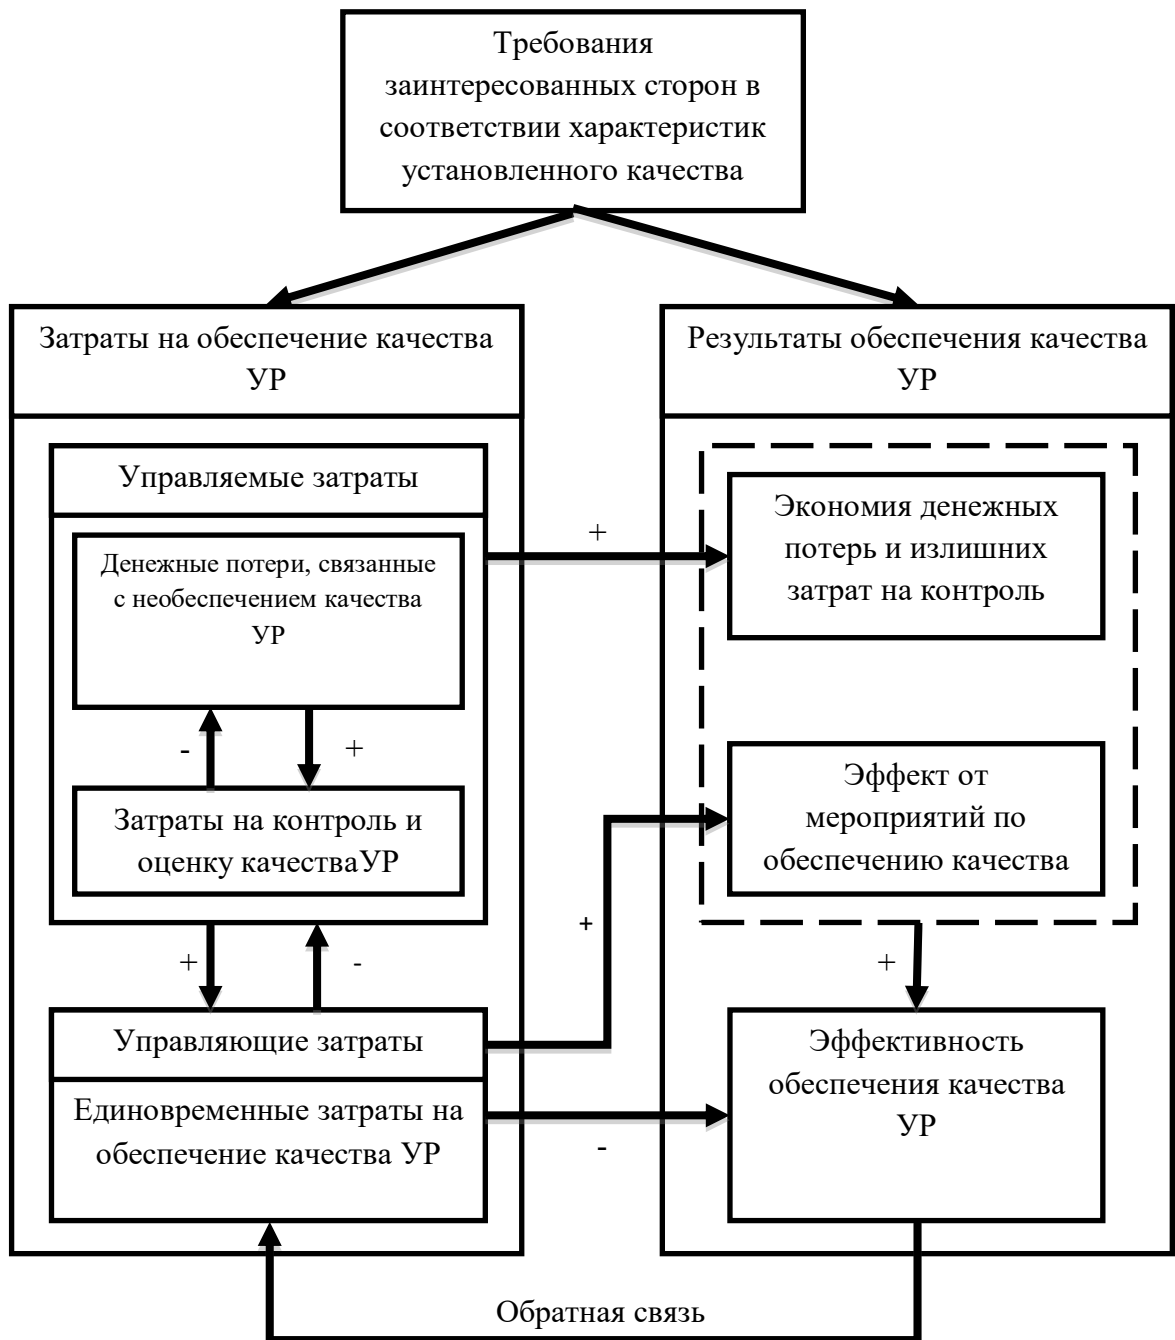 Требования
заинтересованных сторон в
соответствии характеристик
установленного качества
Затраты на обеспечение качества
УР
Результаты обеспечения качества
УР
Управляемые затраты
Денежные потери, связанные
с необеспечением качества
УР
-
+
Затраты на контроль и
оценку качестваУР
+
-
Управляющие затраты
Единовременные затраты на
обеспечение качества УР
+
+
-
Экономия денежных
потерь и излишних
затрат на контроль
Эффект от
мероприятий по
обеспечению качества
+
Эффективность
обеспечения качества
УР
Обратная связь